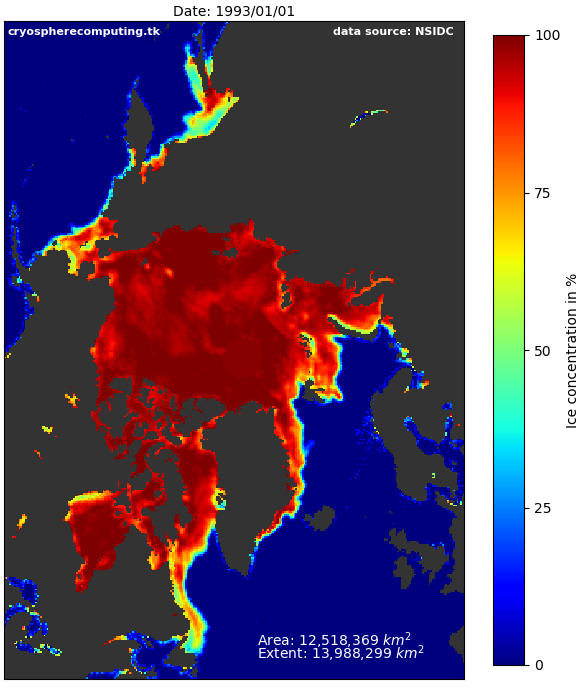 Date: 1993/01/01
cryospherecomputing.tk
data source: NSIDC
100
75
50
25
0
Ice concentration in %
Area: 12,518,369 km²
Extent: 13,988,299 km²